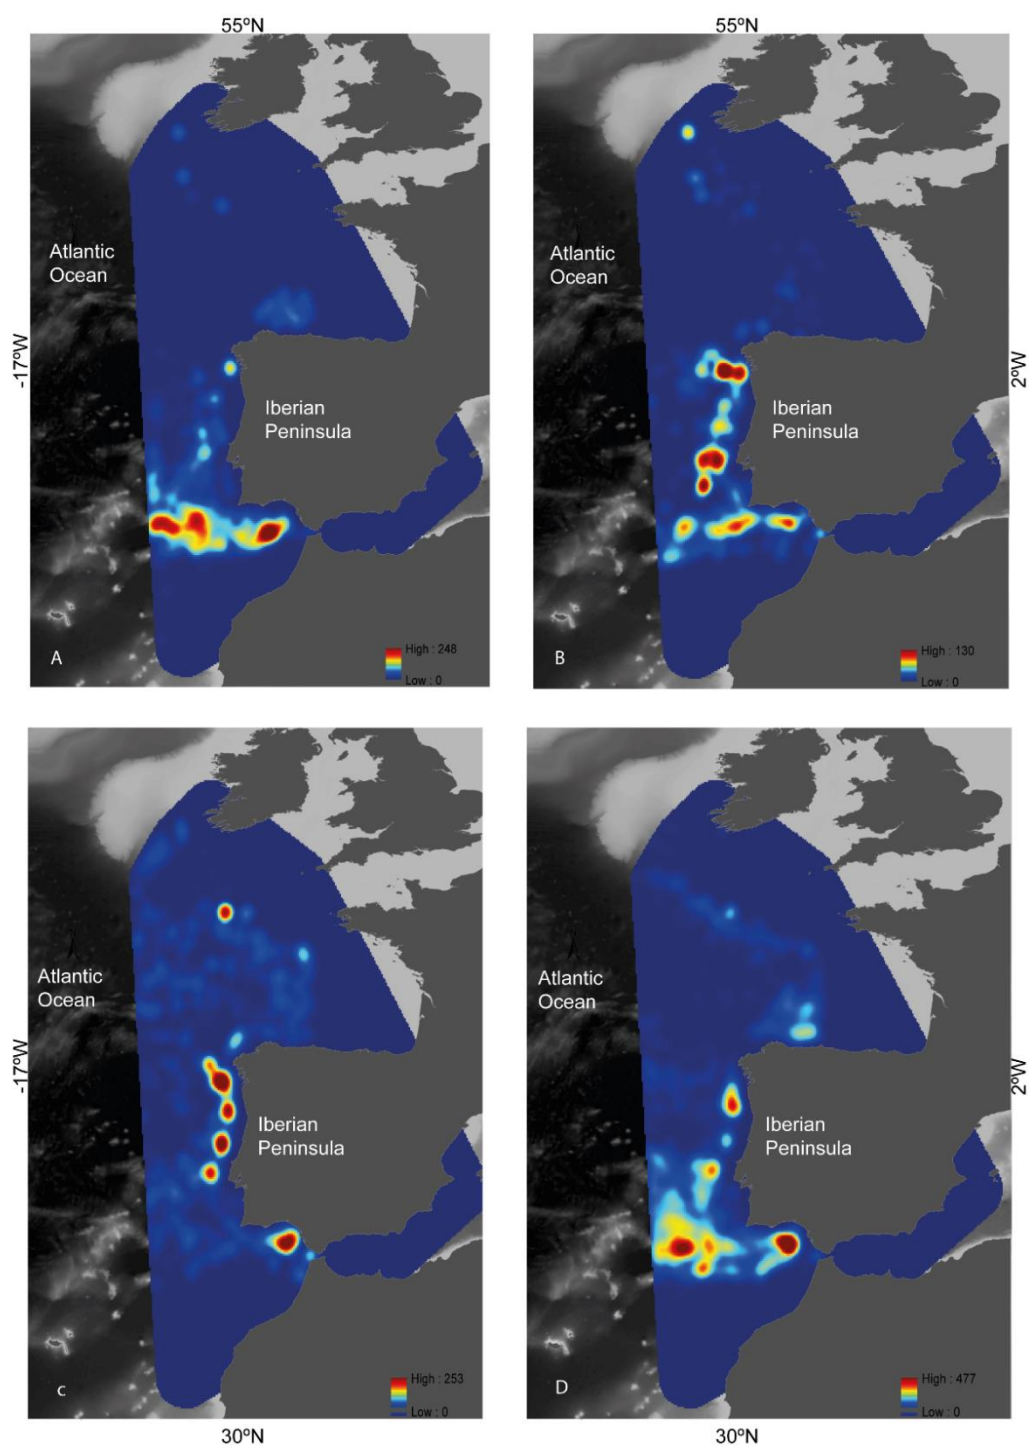 55ºN
55ºN
Atlantic
Ocean
Atlantic
Ocean
-17ºW
2ºW
Iberian
Peninsula
Iberian
Peninsula
A
High : 248
Low : 0
B
High : 130
Low : 0
Atlantic
Ocean
Atlantic
Ocean
-17ºW
2ºW
Iberian
Peninsula
Iberian
Peninsula
c
High : 253
Low : 0
D
High : 477
Low : 0
30ºN
30ºN